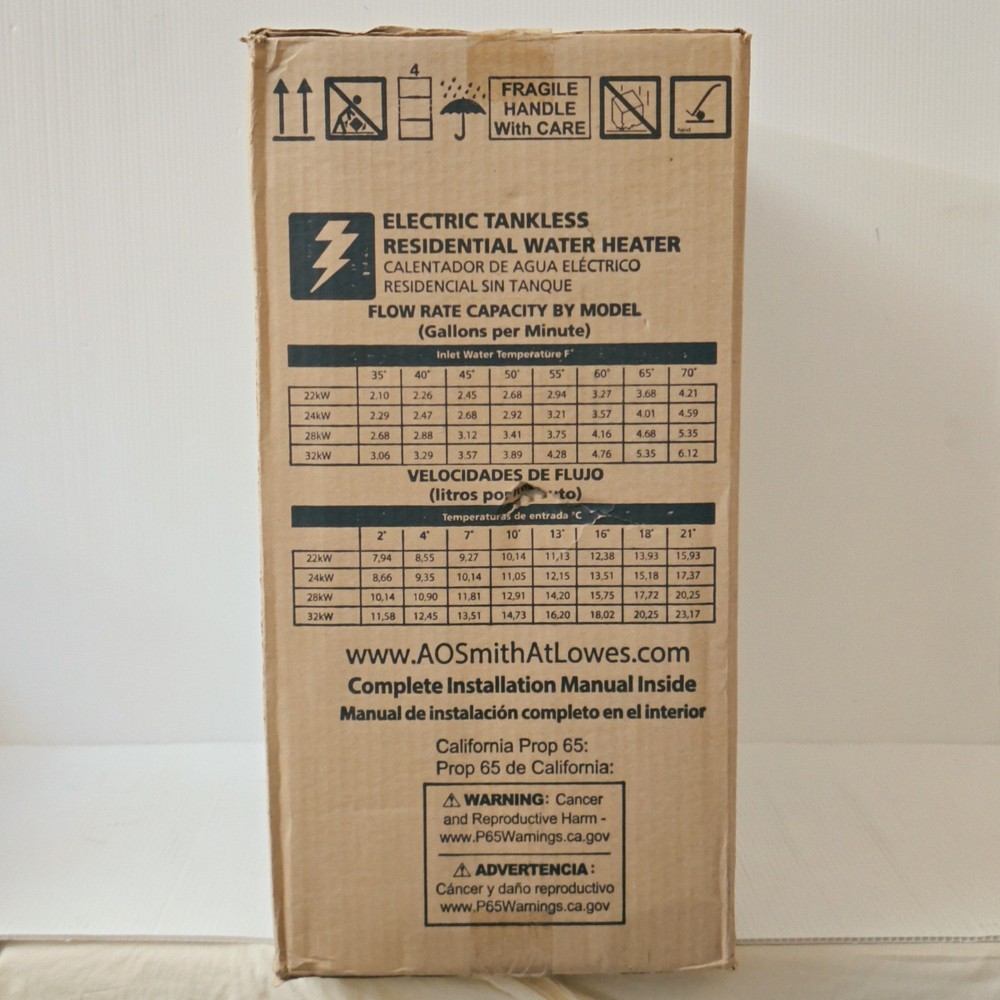 4
FRAGILE
HANDLE
With CARE
hand
ELECTRIC TANKLESS
RESIDENTIAL WATER HEATER
CALENTADOR DE AGUA ELÉCTRICO
RESIDENCIAL SIN TANQUE
FLOW RATE CAPACITY BY MODEL
(Gallons per Minute)
Inlet Water Temperature F°
35° 40° 45° 50° 55° 60° 65° 70°
22kW 2.10 2.26 2.45 2.68 2.94 3.27 3.68 4.21
24kW 2.29 2.47 2.68 2.92 3.21 3.57 4.01 4.59
28kW 2.68 2.88 3.12 3.41 3.75 4.16 4.68 5.35
32kW 3.06 3.29 3.57 3.89 4.28 4.76 5.35 6.12
VELOCIDADES DE FLUJO
(litros por
Temperaturas de entrada °C
2° 4° 7° 10° 13° 16° 18° 21°
22kW 7,94 8,55 9,27 10,14 11,13 12,38 13,93 15,93
24kW 8,66 9,35 10,14 11,05 12,15 13,51 15,18 17,37
28kW 10,14 10,90 11,81 12,91 14,20 15,75 17,72 20,25
32kW 11,58 12,45 13,51 14,73 16,20 18,02 20,25 23,17
www.AOSmithAtLowes.com
Complete Installation Manual Inside
Manual de instalación completo en el interior
California Prop 65:
Prop 65 de California:
⚠ WARNING: Cancer
and Reproductive Harm -
www.P65Warnings.ca.gov
⚠ ADVERTENCIA:
Cáncer y daño reproductivo
www.P65Warnings.ca.gov